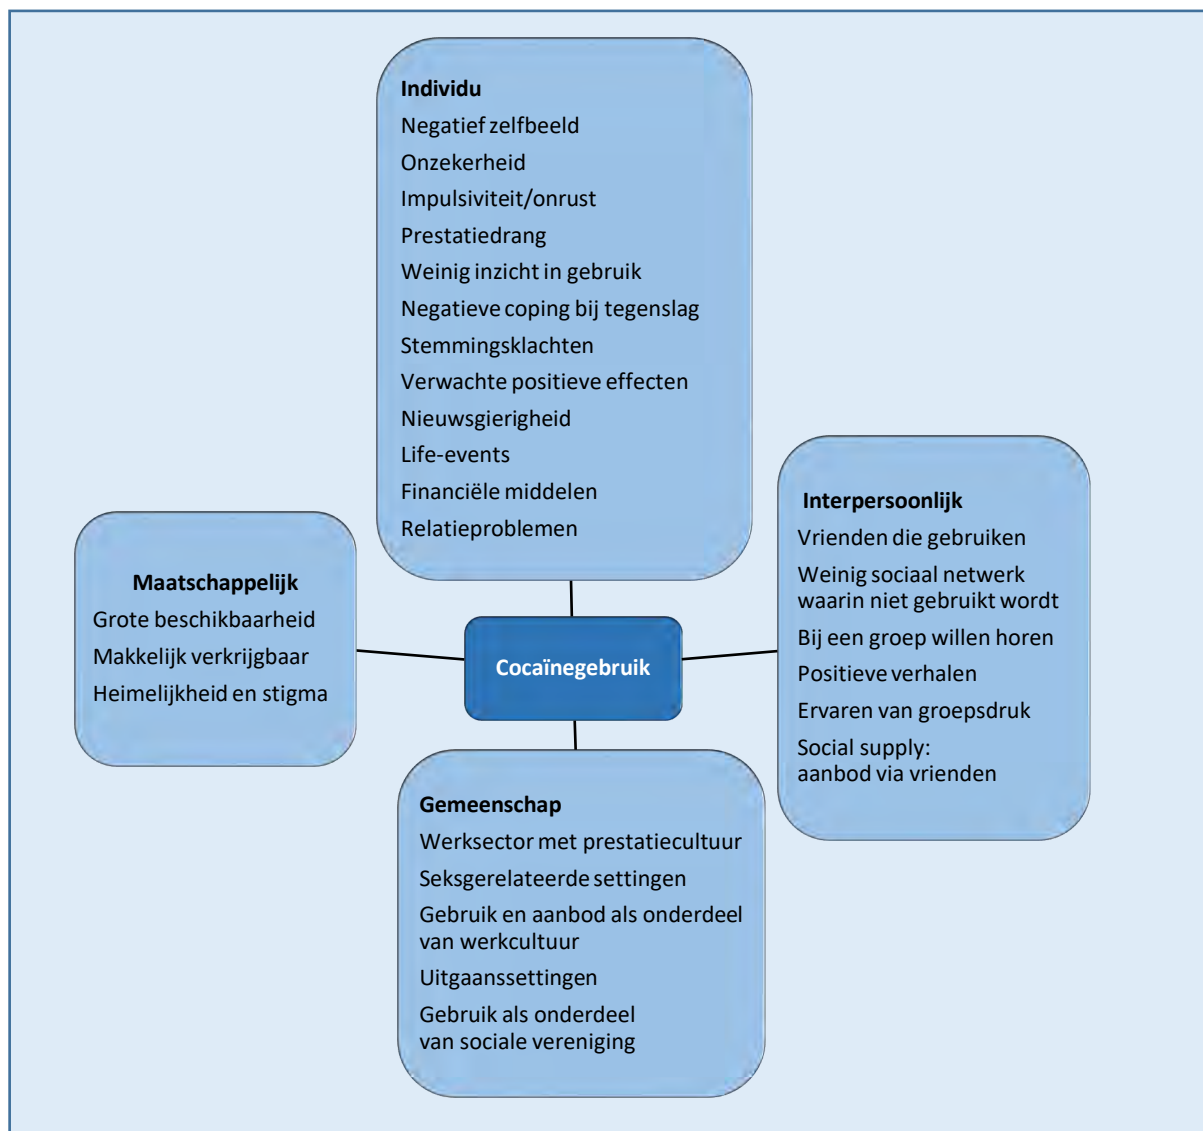 Individu
Negatief zelfbeeld
Onzekerheid
Impulsiviteit/onrust
Prestatiedrang
Weinig inzicht in gebruik
Negatieve coping bij tegenslag
Stemmingsklachten
Verwachte positieve effecten
Nieuwsgierigheid
Life-events
Financiële middelen
Relatieproblemen
Maatschappelijk
Grote beschikbaarheid
Makkelijk verkrijgbaar
Heimelijkheid en stigma
Cocaïnegebruik
Interpersoonlijk
Vrienden die gebruiken
Weinig sociaal netwerk
waarin niet gebruikt wordt
Bij een groep willen horen
Positieve verhalen
Ervaren van groepsdruk
Social supply:
aanbod via vrienden
Gemeenschap
Werksector met prestatiecultuur
Seksgerelateerde settingen
Gebruik en aanbod als onderdeel
van werkcultuur
Uitgaanssettingen
Gebruik als onderdeel
van sociale vereniging